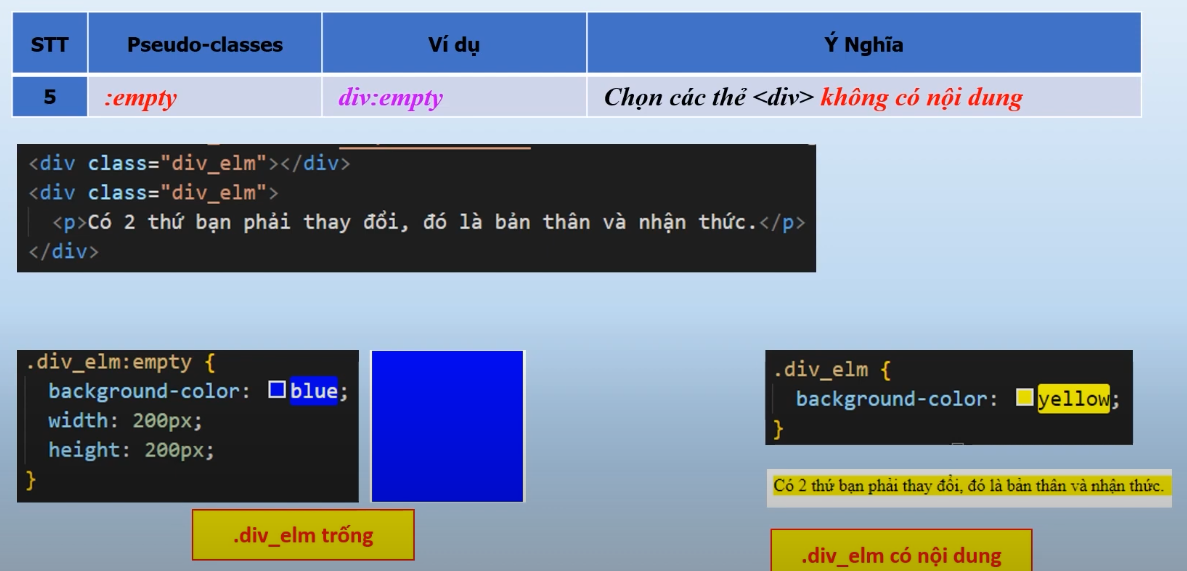 STT Pseudo-classes Ví dụ Ý Nghĩa
5 :empty div:empty Chọn các thẻ <div> không có nội dung
<div class="div_elm"></div>
<div class="div_elm">
<p>Có 2 thứ bạn phải thay đổi, đó là bản thân và nhận thức.</p>
</div>
.div_elm:empty {
background-color: blue;
width: 200px;
height: 200px;
}
.div_elm trống
.div_elm {
background-color: yellow;
}
Có 2 thứ bạn phải thay đổi, đó là bản thân và nhận thức.
.div_elm có nội dung